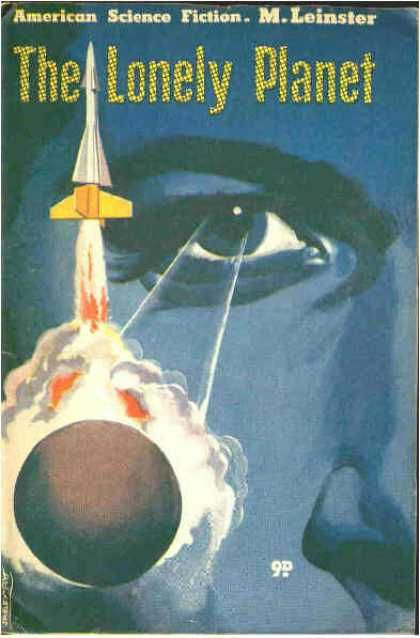 American Science Fiction. M. Leinster
The Lonely Planet
9D